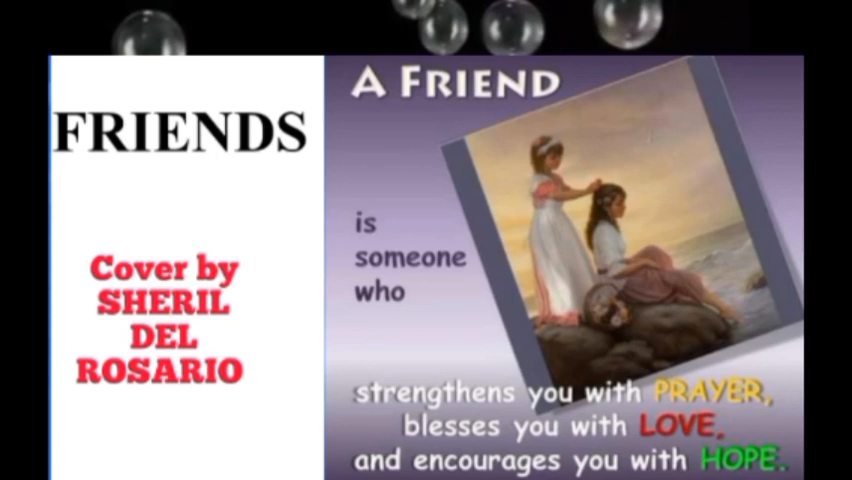 FRIENDS
Cover by
SHERIL
DEL
ROSARIO
A FRIEND
is
someone
who
strengthens you with PRAYER,
blesses you with LOVE,
and encourages you with HOPE.